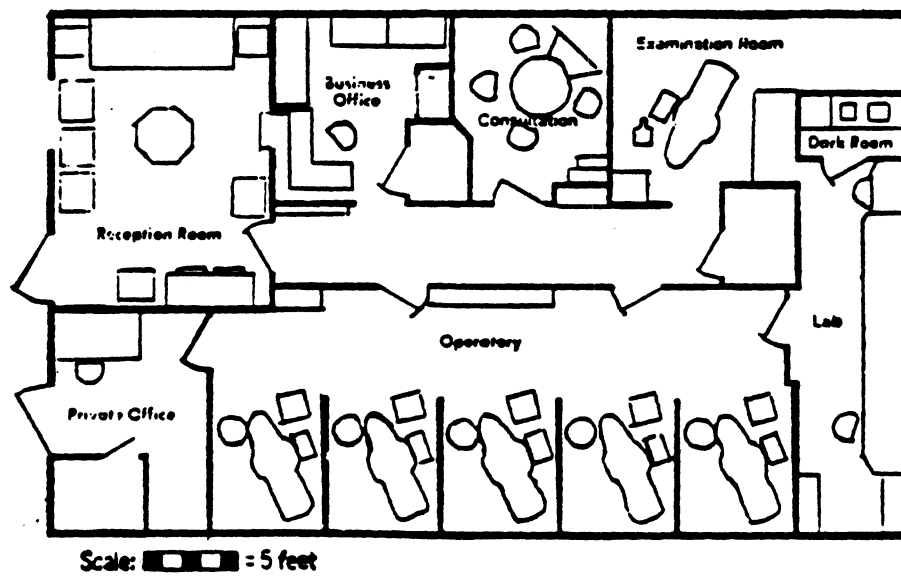 Examination Room
Business
Office
Consultation
Dark Room
Reception Room
Lab
Operatory
Private Office
Scale: = 5 feet